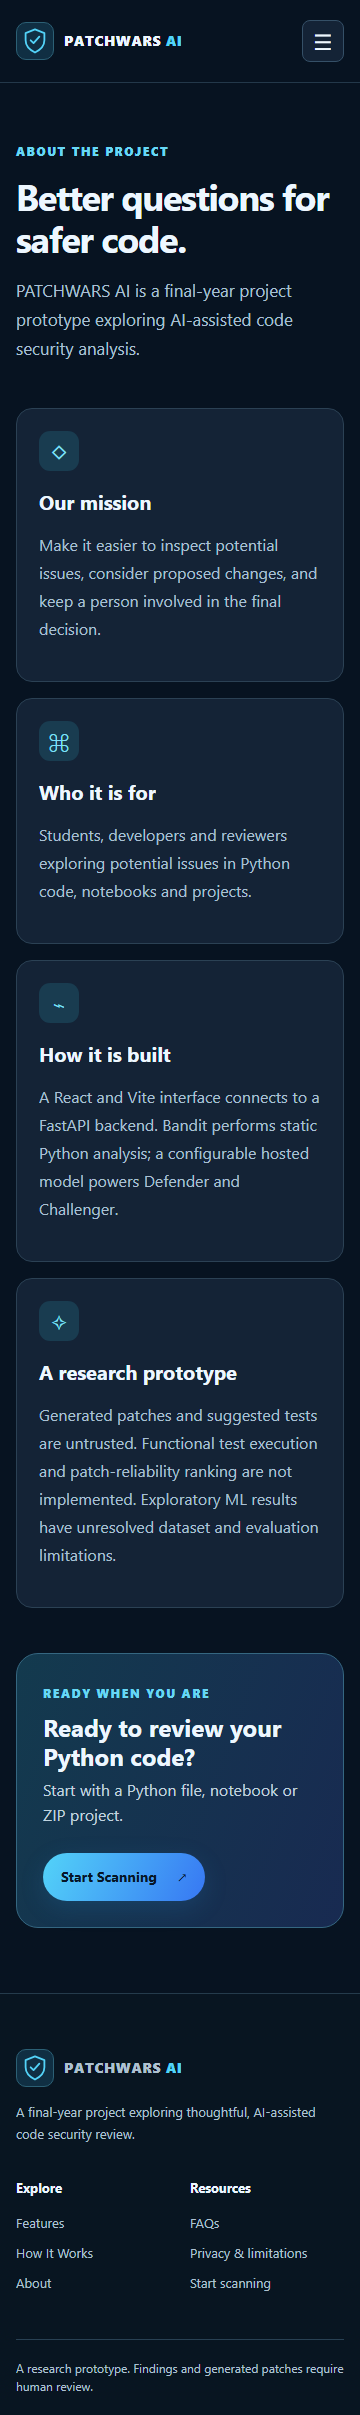 PATCHWARS AI
ABOUT THE PROJECT
Better questions for
safer code.
PATCHWARS AI is a final-year project
prototype exploring AI-assisted code
security analysis.
Our mission
Make it easier to inspect potential
issues, consider proposed changes, and
keep a person involved in the final
decision.
Who it is for
Students, developers and reviewers
exploring potential issues in Python
code, notebooks and projects.
How it is built
A React and Vite interface connects to a
FastAPI backend. Bandit performs static
Python analysis; a configurable hosted
model powers Defender and
Challenger.
A research prototype
Generated patches and suggested tests
are untrusted. Functional test execution
and patch-reliability ranking are not
implemented. Exploratory ML results
have unresolved dataset and evaluation
limitations.
READY WHEN YOU ARE
Ready to review your
Python code?
Start with a Python file, notebook or
ZIP project.
Start Scanning ↗
PATCHWARS AI
A final-year project exploring thoughtful, AI-assisted
code security review.
Explore
Features
How It Works
About
Resources
FAQs
Privacy & limitations
Start scanning
A research prototype. Findings and generated patches require
human review.